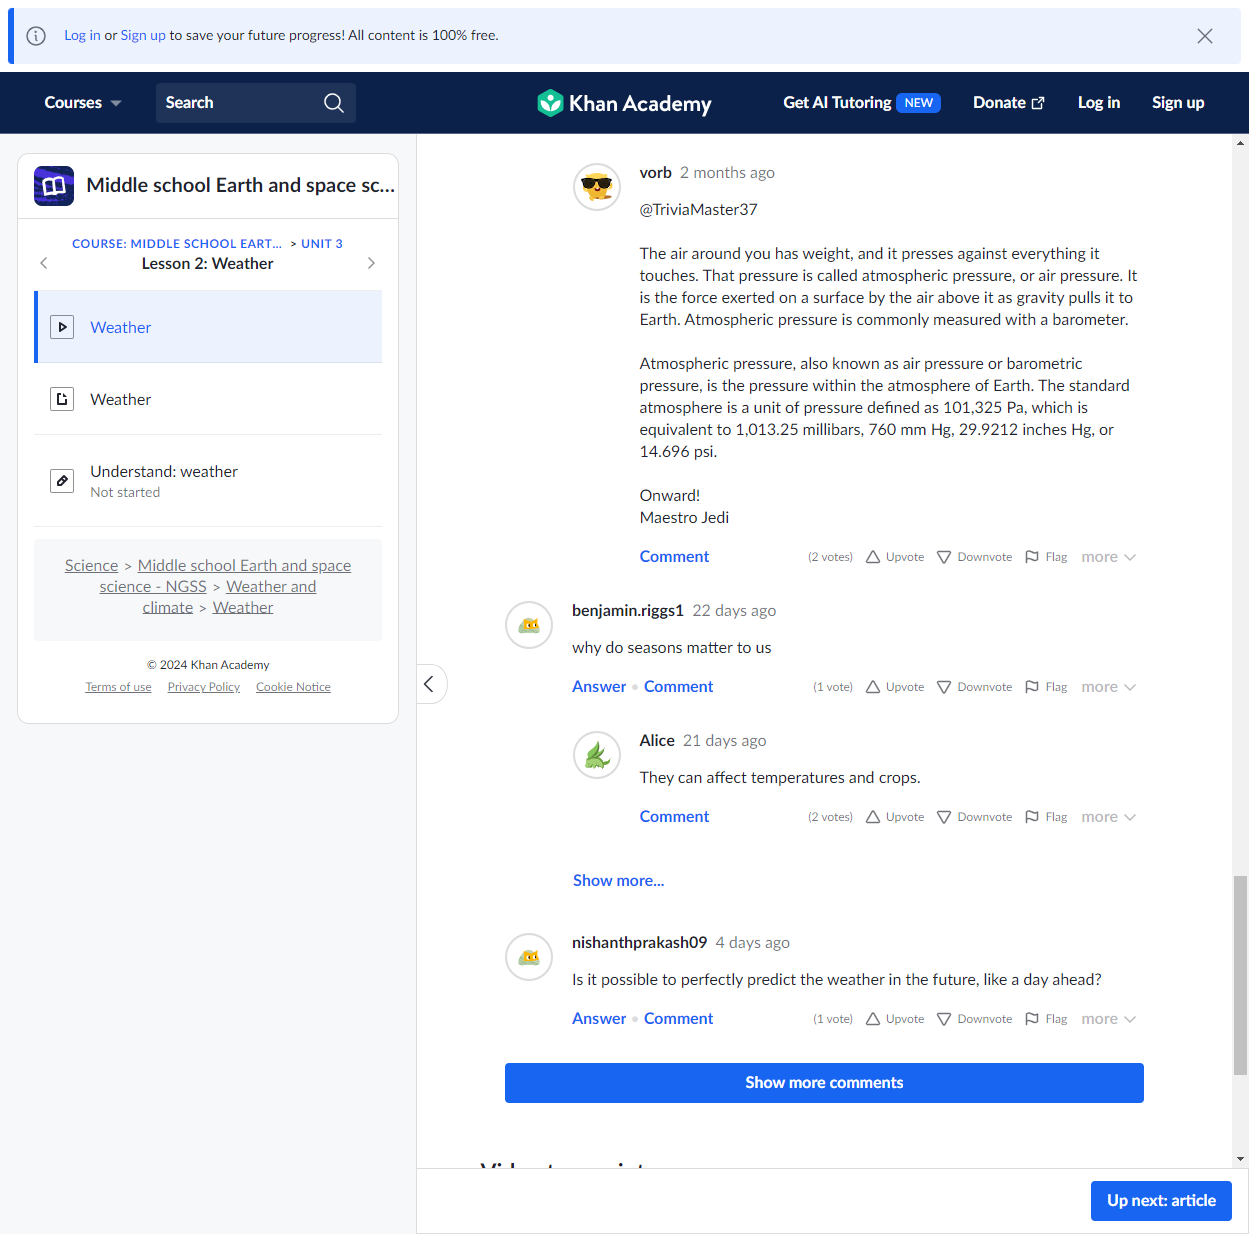 Log in or Sign up to save your future progress! All content is 100% free.
Courses
Search
Khan Academy
Get AI Tutoring NEW
Donate
Log in
Sign up
Middle school Earth and space sc...
COURSE: MIDDLE SCHOOL EART... > UNIT 3
Lesson 2: Weather
Weather
Weather
Understand: weather
Not started
Science > Middle school Earth and space
science - NGSS > Weather and
climate > Weather
© 2024 Khan Academy
Terms of use Privacy Policy Cookie Notice
vorb 2 months ago
@TriviaMaster37
The air around you has weight, and it presses against everything it
touches. That pressure is called atmospheric pressure, or air pressure. It
is the force exerted on a surface by the air above it as gravity pulls it to
Earth. Atmospheric pressure is commonly measured with a barometer.
Atmospheric pressure, also known as air pressure or barometric
pressure, is the pressure within the atmosphere of Earth. The standard
atmosphere is a unit of pressure defined as 101,325 Pa, which is
equivalent to 1,013.25 millibars, 760 mm Hg, 29.9212 inches Hg, or
14.696 psi.
Onward!
Maestro Jedi
Comment (2 votes) Upvote Downvote Flag more
benjamin.riggs1 22 days ago
why do seasons matter to us
Answer • Comment (1 vote) Upvote Downvote Flag more
Alice 21 days ago
They can affect temperatures and crops.
Comment (2 votes) Upvote Downvote Flag more
Show more...
nishanthprakash09 4 days ago
Is it possible to perfectly predict the weather in the future, like a day ahead?
Answer • Comment (1 vote) Upvote Downvote Flag more
Show more comments
Up next: article